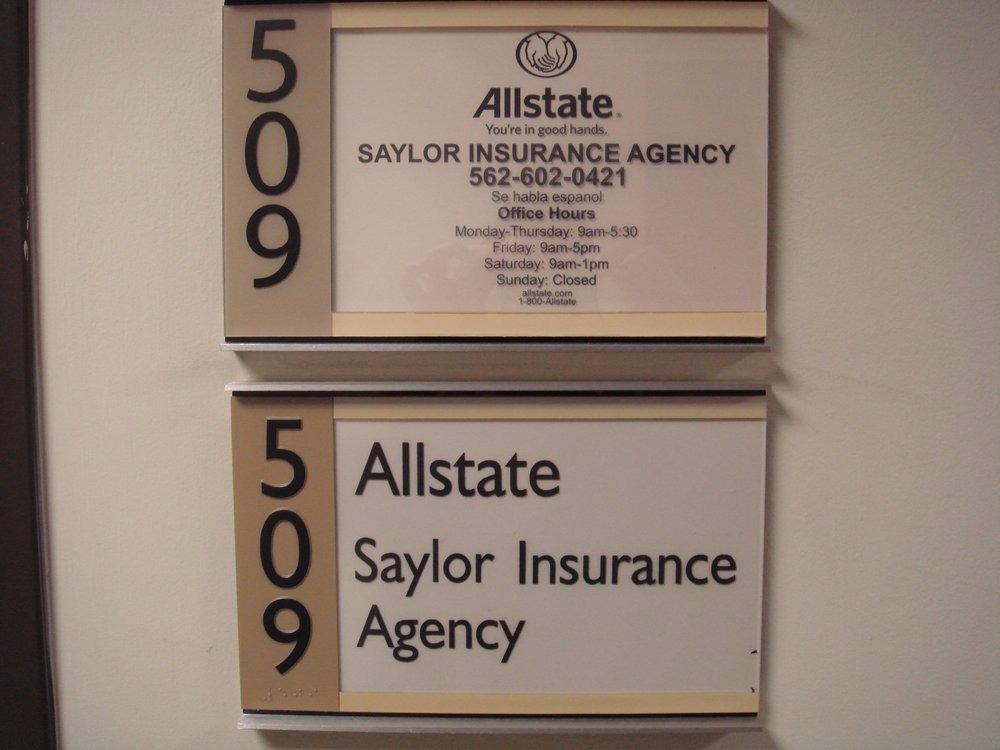 509
Allstate.
You're in good hands.
SAYLOR INSURANCE AGENCY
562-602-0421
Se habla espanol
Office Hours
Monday-Thursday: 9am-5:30
Friday: 9am-5pm
Saturday: 9am-1pm
Sunday: Closed
allstate.com
1-800-Allstate
509
Allstate
Saylor Insurance
Agency